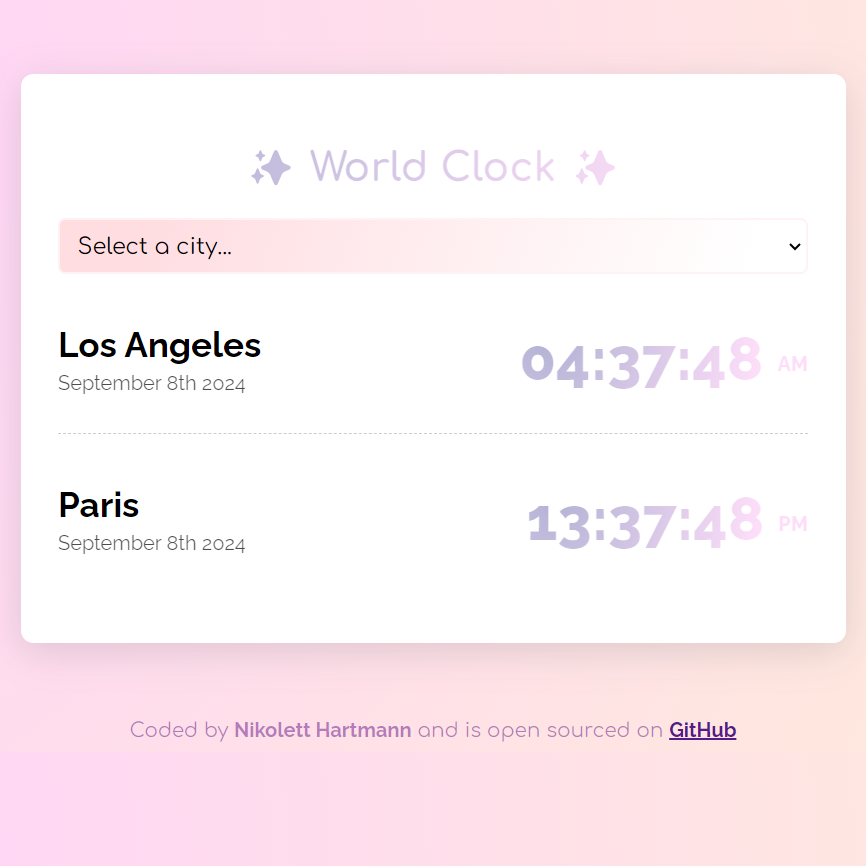 ✨ World Clock ✨
Select a city...
Los Angeles
04:37:48 AM
September 8th 2024
Paris
13:37:48 PM
September 8th 2024
Coded by Nikolett Hartmann and is open sourced on GitHub